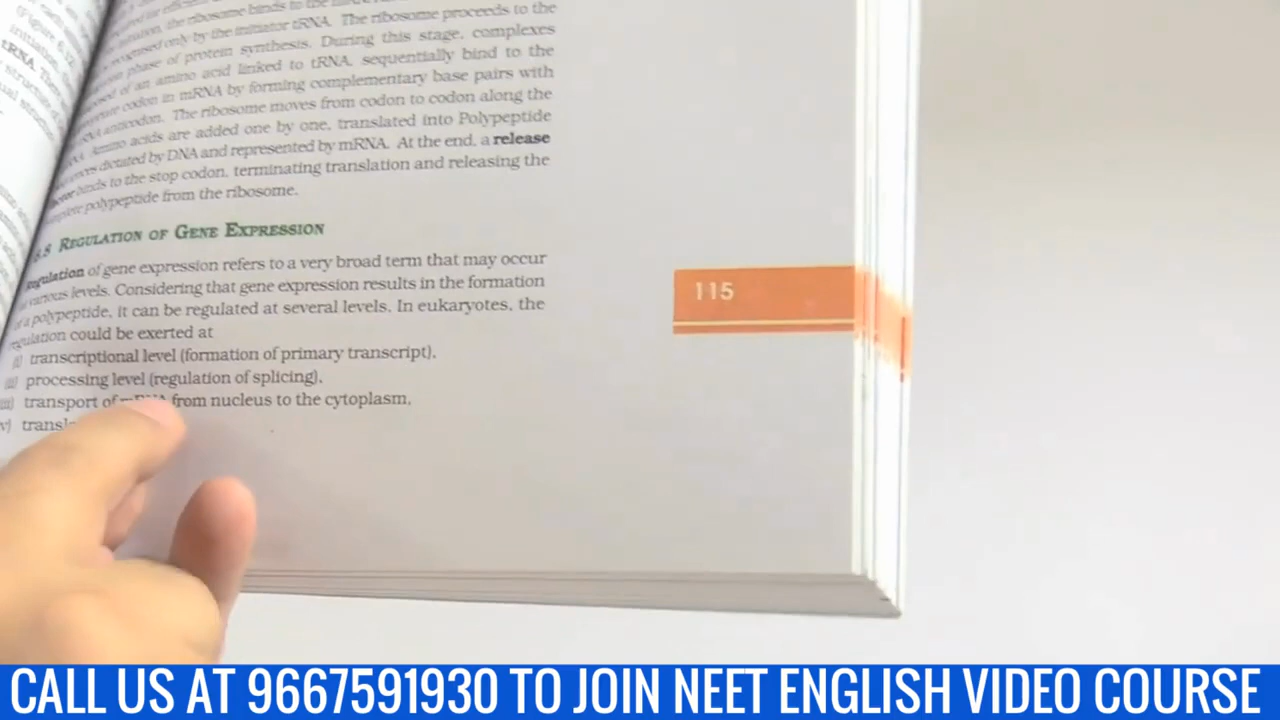 the ribosome binds to the
recognised only by the initiator tRNA. The ribosome proceeds to the
phase of protein synthesis. During this stage, complexes
of an amino acid linked to tRNA, sequentially bind to the
codon in mRNA by forming complementary base pairs with
anticodon. The ribosome moves from codon to codon along the
Amino acids are added one by one, translated into Polypeptide
dictated by DNA and represented by mRNA. At the end, a release
binds to the stop codon, terminating translation and releasing the
polypeptide from the ribosome.
REGULATION OF GENE EXPRESSION
Regulation of gene expression refers to a very broad term that may occur
various levels. Considering that gene expression results in the formation
of a polypeptide, it can be regulated at several levels. In eukaryotes, the
regulation could be exerted at
(i) transcriptional level (formation of primary transcript),
(ii) processing level (regulation of splicing),
(iii) transport of mRNA from nucleus to the cytoplasm,
115
CALL US AT 9667591930 TO JOIN NEET ENGLISH VIDEO COURSE